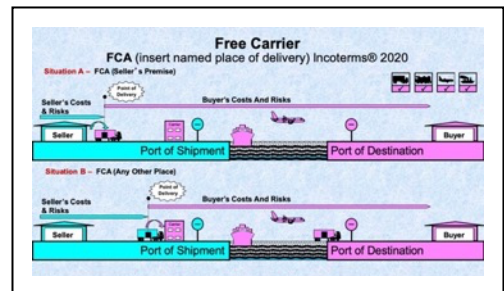 Free Carrier
FCA (insert named place of delivery) Incoterms® 2020
Situation A – FCA (Seller's Premise)
Point of
Delivery
Seller's Costs
& Risks
Buyer's Costs And Risks
Seller
Buyer
Port of Shipment
Port of Destination
Situation B – FCA (Any Other Place)
Point of
Delivery
Seller's Costs
& Risks
Buyer's Costs And Risks
Seller
Buyer
Port of Shipment
Port of Destination